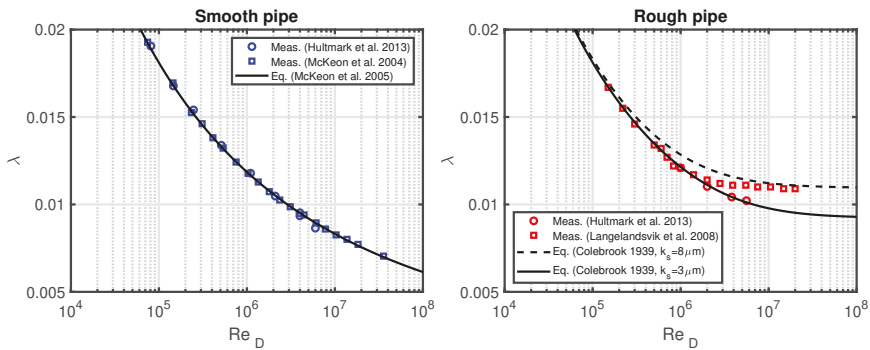 Smooth pipe
0.02
0.015
0.01
0.005
λ
Meas. (Hultmark et al. 2013)
Meas. (McKeon et al. 2004)
Eq. (McKeon et al. 2005)
10^4 10^5 10^6 10^7 10^8
Re_D
Rough pipe
0.02
0.015
0.01
0.005
λ
Meas. (Hultmark et al. 2013)
Meas. (Langelandsvik et al. 2008)
Eq. (Colebrook 1939, k_s=8μm)
Eq. (Colebrook 1939, k_s=3μm)
10^4 10^5 10^6 10^7 10^8
Re_D